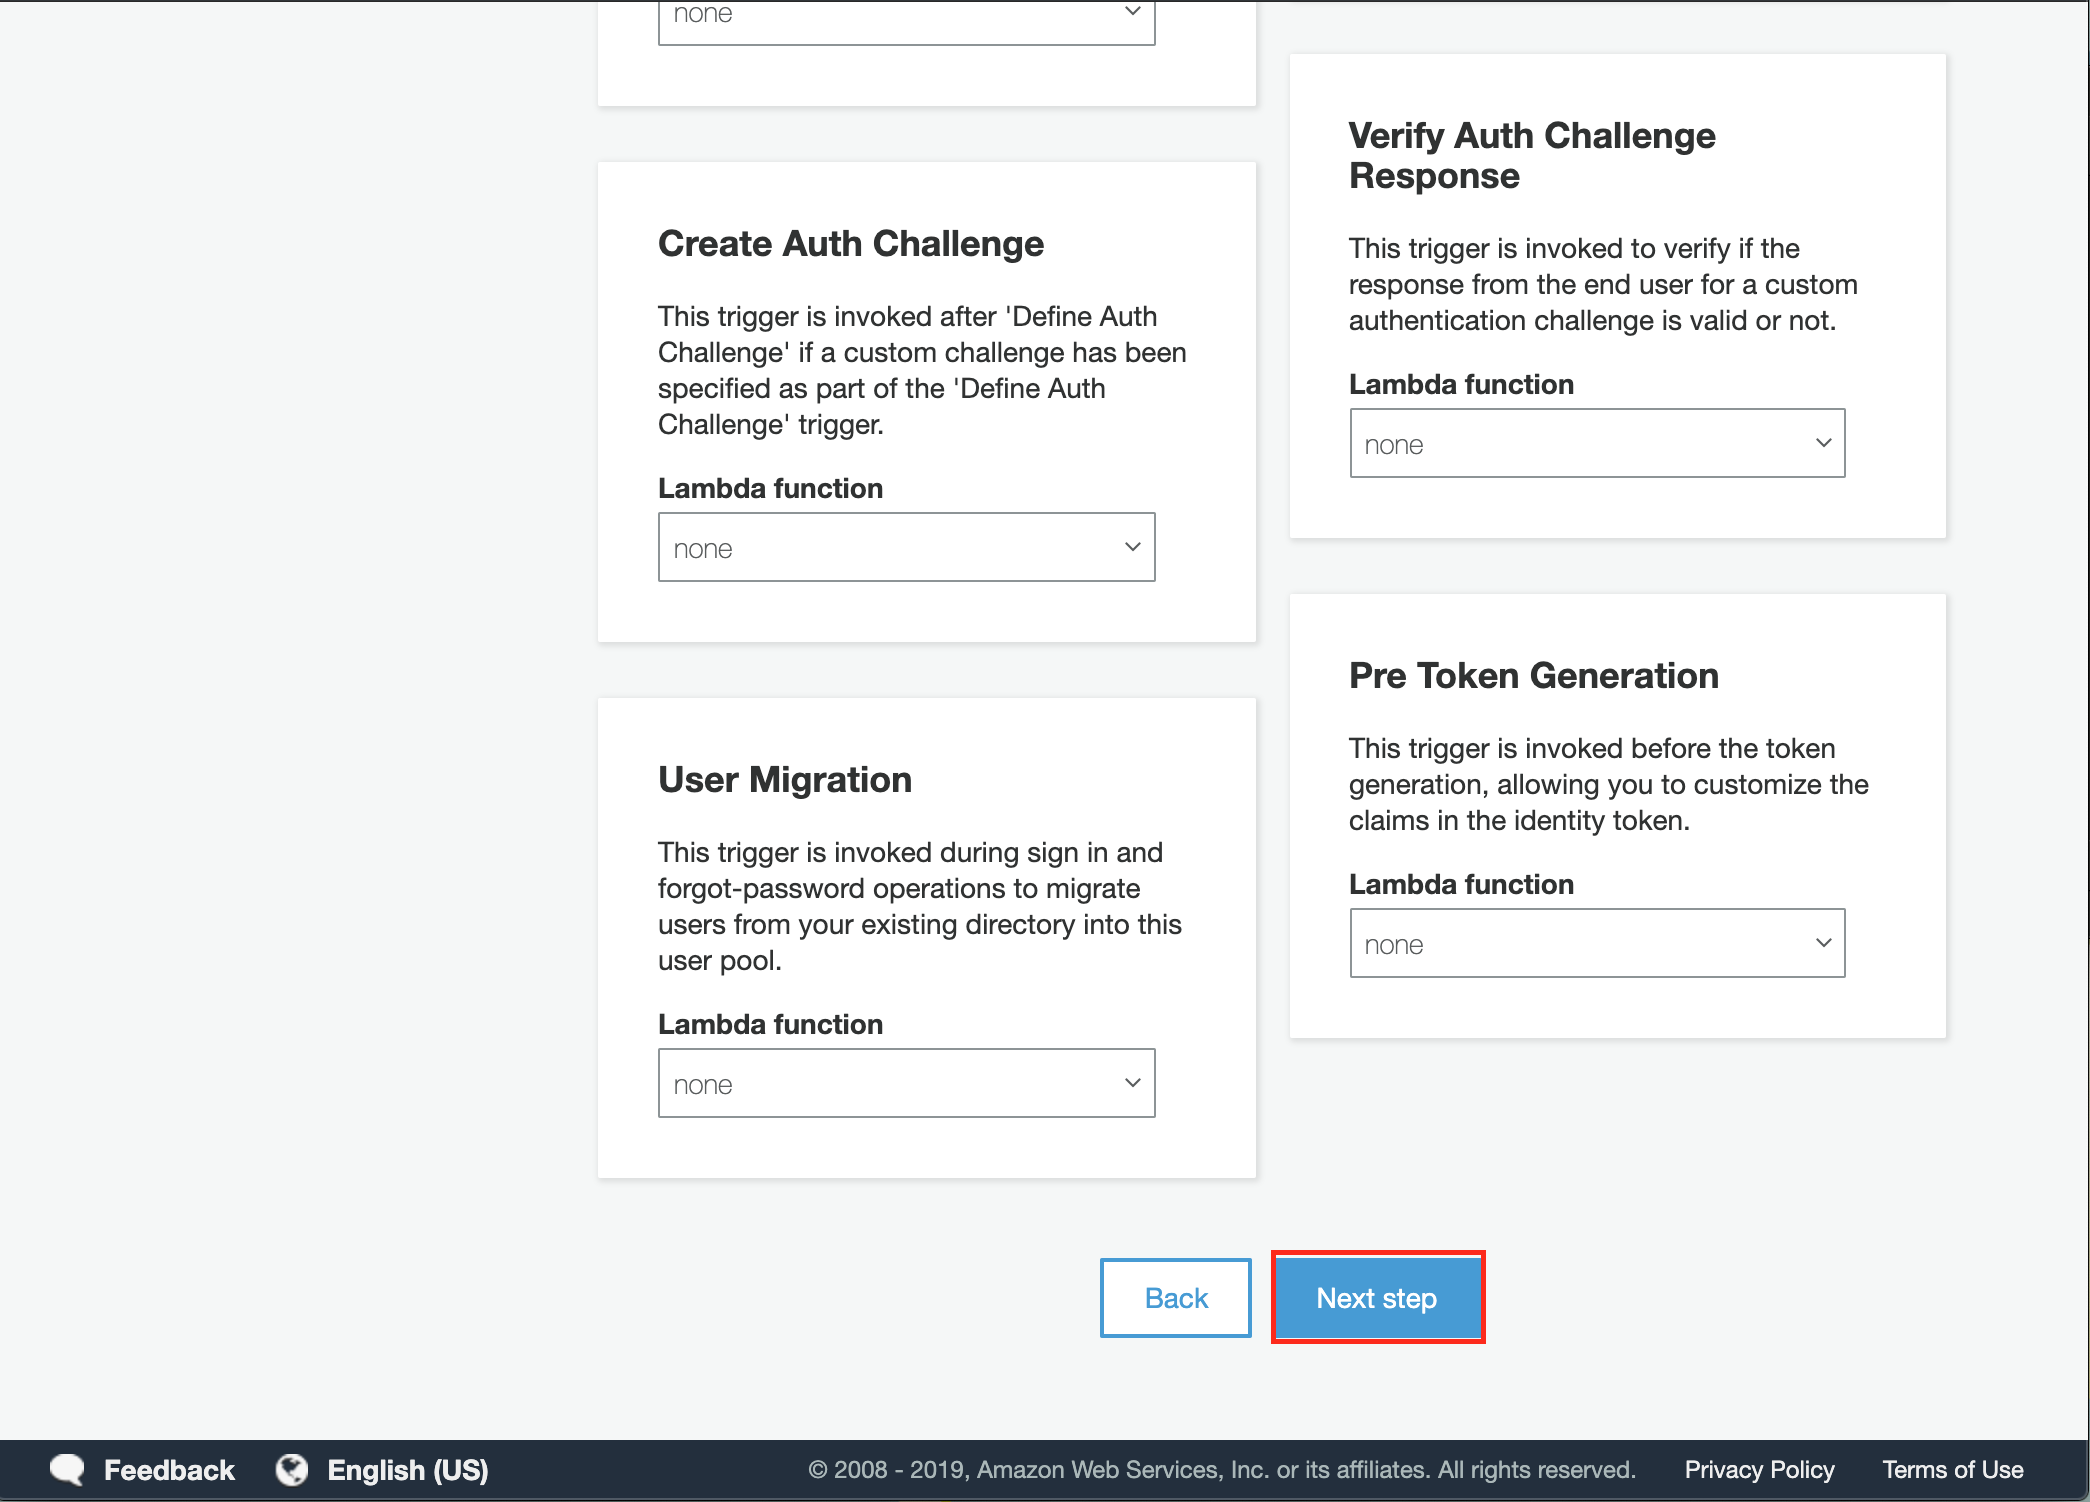 none
Create Auth Challenge
This trigger is invoked after 'Define Auth
Challenge' if a custom challenge has been
specified as part of the 'Define Auth
Challenge' trigger.
Lambda function
none
User Migration
This trigger is invoked during sign in and
forgot-password operations to migrate
users from your existing directory into this
user pool.
Lambda function
none
Verify Auth Challenge
Response
This trigger is invoked to verify if the
response from the end user for a custom
authentication challenge is valid or not.
Lambda function
none
Pre Token Generation
This trigger is invoked before the token
generation, allowing you to customize the
claims in the identity token.
Lambda function
none
Back
Next step
Feedback
English (US)
© 2008 - 2019, Amazon Web Services, Inc. or its affiliates. All rights reserved.
Privacy Policy
Terms of Use